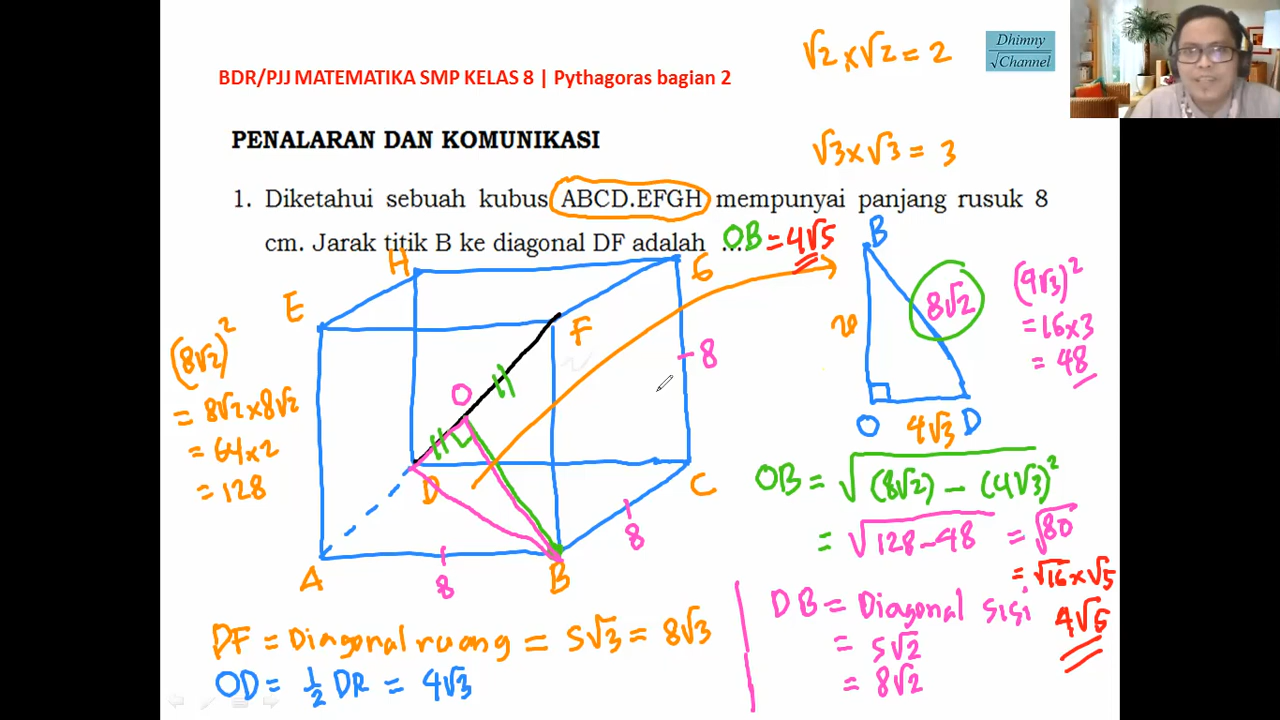 √2 × √2 = 2
Dhimny
√Channel
BDR/PJJ MATEMATIKA SMP KELAS 8 | Pythagoras bagian 2
PENALARAN DAN KOMUNIKASI
√3 × √3 = 3
1. Diketahui sebuah kubus ABCD.EFGH mempunyai panjang rusuk 8
cm. Jarak titik B ke diagonal DF adalah ...
OB = 4√5
H
G
E
F
O
D
C
A
B
8
8
8
(8√2)²
= 8√2 × 8√2
= 64 × 2
= 128
B
8√2
O
4√3
D
(4√3)²
= 16 × 3
= 48
OB = √(8√2) − (4√3)²
= √128 − 48 = √80
= √16 × √5
4√5
DF = Diagonal ruang = S√3 = 8√3
OD = ½ DR = 4√3
DB = Diagonal sisi
= S√2
= 8√2